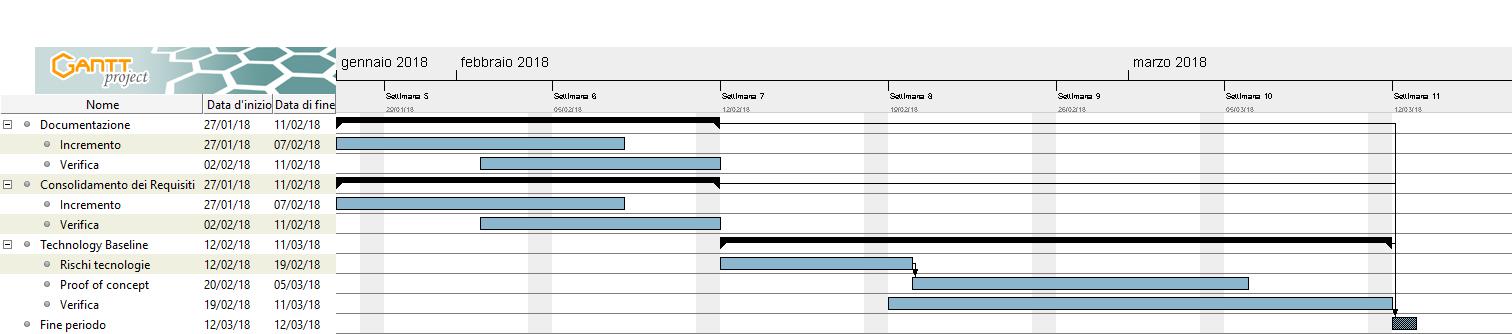 GANTT
project
gennaio 2018 febbraio 2018 marzo 2018
Settimana 5 Settimana 6 Settimana 7 Settimana 8 Settimana 9 Settimana 10 Settimana 11
29/01/18 05/02/18 12/02/18 19/02/18 26/02/18 05/03/18 12/03/18
Nome Data d'inizio Data di fine
Documentazione 27/01/18 11/02/18
Incremento 27/01/18 07/02/18
Verifica 02/02/18 11/02/18
Consolidamento dei Requisiti 27/01/18 11/02/18
Incremento 27/01/18 07/02/18
Verifica 02/02/18 11/02/18
Technology Baseline 12/02/18 11/03/18
Rischi tecnologie 12/02/18 19/02/18
Proof of concept 20/02/18 05/03/18
Verifica 19/02/18 11/03/18
Fine periodo 12/03/18 12/03/18